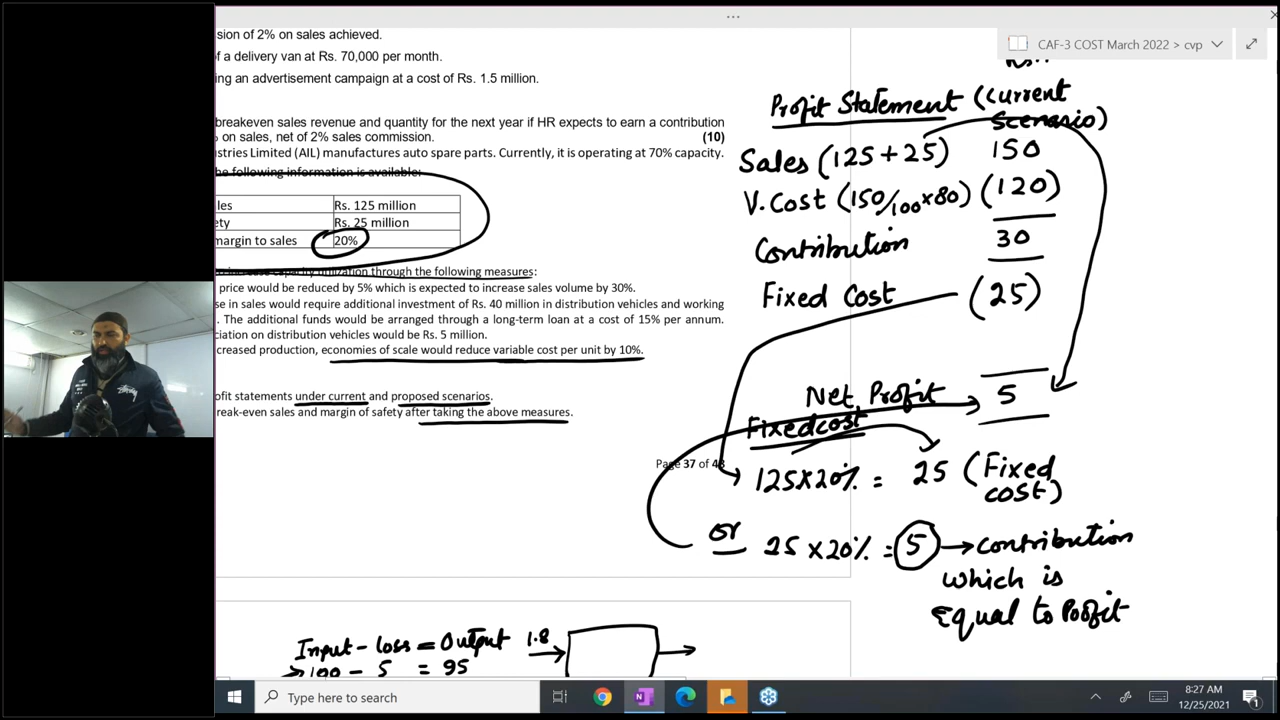 sion of 2% on sales achieved.
f a delivery van at Rs. 70,000 per month.
ing an advertisement campaign at a cost of Rs. 1.5 million.
breakeven sales revenue and quantity for the next year if HR expects to earn a contribution
on sales, net of 2% sales commission. (10)
stries Limited (AIL) manufactures auto spare parts. Currently, it is operating at 70% capacity.
he following information is available:
les Rs. 125 million
ety Rs. 25 million
margin to sales 20%
increase capacity utilization through the following measures:
price would be reduced by 5% which is expected to increase sales volume by 30%.
se in sales would require additional investment of Rs. 40 million in distribution vehicles and working
. The additional funds would be arranged through a long-term loan at a cost of 15% per annum.
ciation on distribution vehicles would be Rs. 5 million.
creased production, economies of scale would reduce variable cost per unit by 10%.
ofit statements under current and proposed scenarios.
reak-even sales and margin of safety after taking the above measures.
Page 37 of 48
Input - loss = Output 1.8
100 - 5 = 95
CAF-3 COST March 2022 > cvp
Profit Statement (Current Scenario)
Sales (125 + 25) 150
V.Cost (150/100 x 80) (120)
Contribution 30
Fixed Cost (25)
Net Profit 5
Fixed cost
125 x 20% = 25 (Fixed cost)
or 25 x 20% = 5 → Contribution
which is
Equal to Profit
Type here to search
8:27 AM
12/25/2021